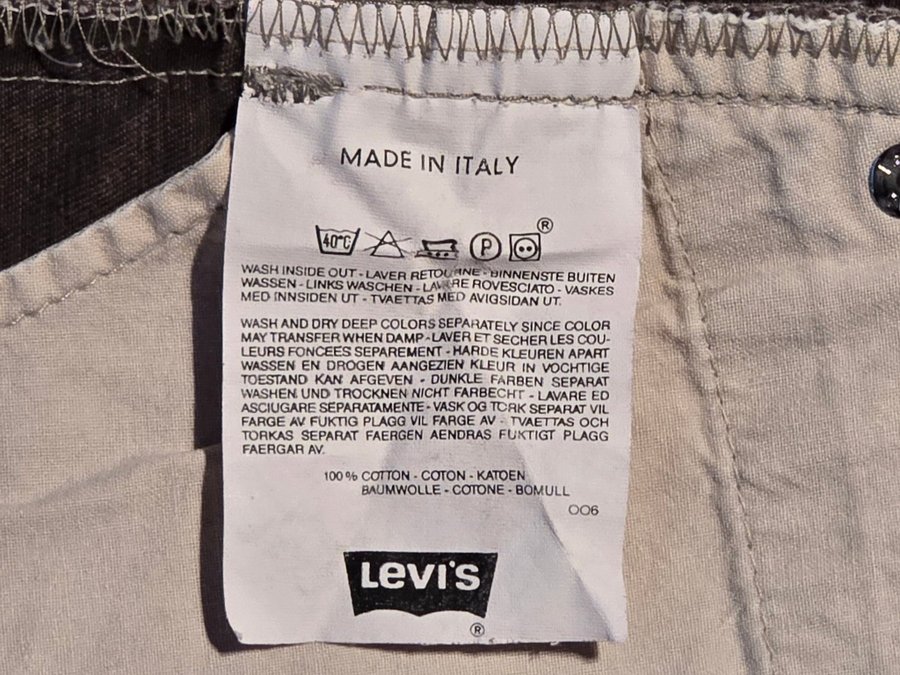 MADE IN ITALY
40°C P ®
WASH INSIDE OUT - LAVER RETOURNE - BINNENSTE BUITEN
WASSEN - LINKS WASCHEN - LAVARE ROVESCIATO - VASKES
MED INNSIDEN UT - TVAETTAS MED AVIGSIDAN UT.
WASH AND DRY DEEP COLORS SEPARATELY SINCE COLOR
MAY TRANSFER WHEN DAMP - LAVER ET SECHER LES COU-
LEURS FONCEES SEPAREMENT - HARDE KLEUREN APART
WASSEN EN DROGEN AANGEZIEN KLEUR IN VOCHTIGE
TOESTAND KAN AFGEVEN - DUNKLE FARBEN SEPARAT
WASHEN UND TROCKNEN NICHT FARBECHT - LAVARE ED
ASCIUGARE SEPARATAMENTE - VASK OG TORK SEPARAT VIL
FARGE AV FUKTIG PLAGG VIL FARGE AV - TVAETTAS OCH
TORKAS SEPARAT FAERGEN AENDRAS FUKTIGT PLAGG
FAERGAR AV.
100% COTTON - COTON - KATOEN
BAUMWOLLE - COTONE - BOMULL
006
LEVI'S
®